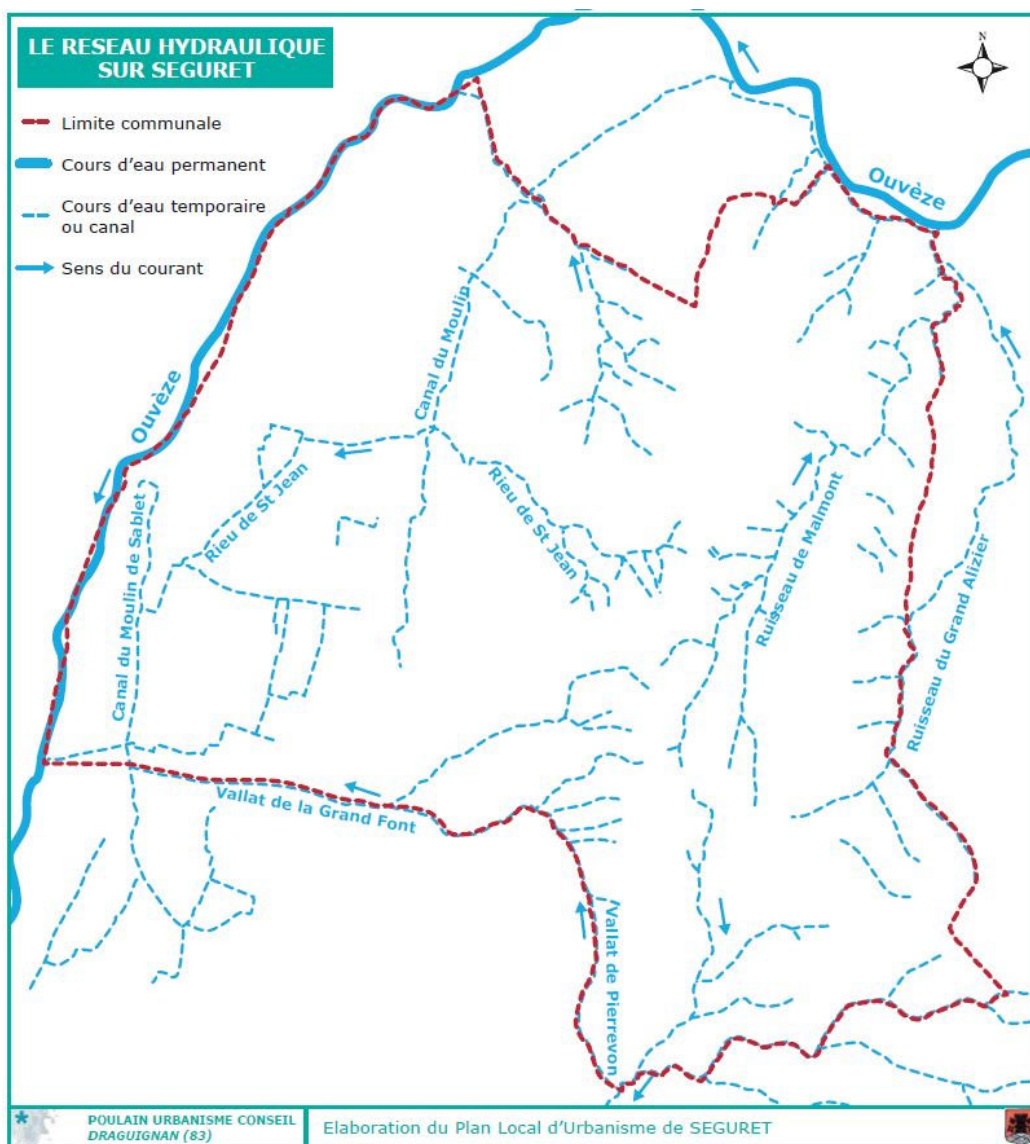 LE RESEAU HYDRAULIQUE
SUR SEGURET
N
Limite communale
Cours d'eau permanent
Cours d'eau temporaire
ou canal
Sens du courant
Ouvèze
Ouvèze
Canal du Moulin
Rieu de St Jean
Rieu de St Jean
Canal du Moulin de Sablet
Ruisseau de Malmont
Ruisseau du Grand Alizier
Vallat de la Grand Font
Vallat de Pierrevon
* POULAIN URBANISME CONSEIL
DRAGUIGNAN (83)
Elaboration du Plan Local d'Urbanisme de SEGURET